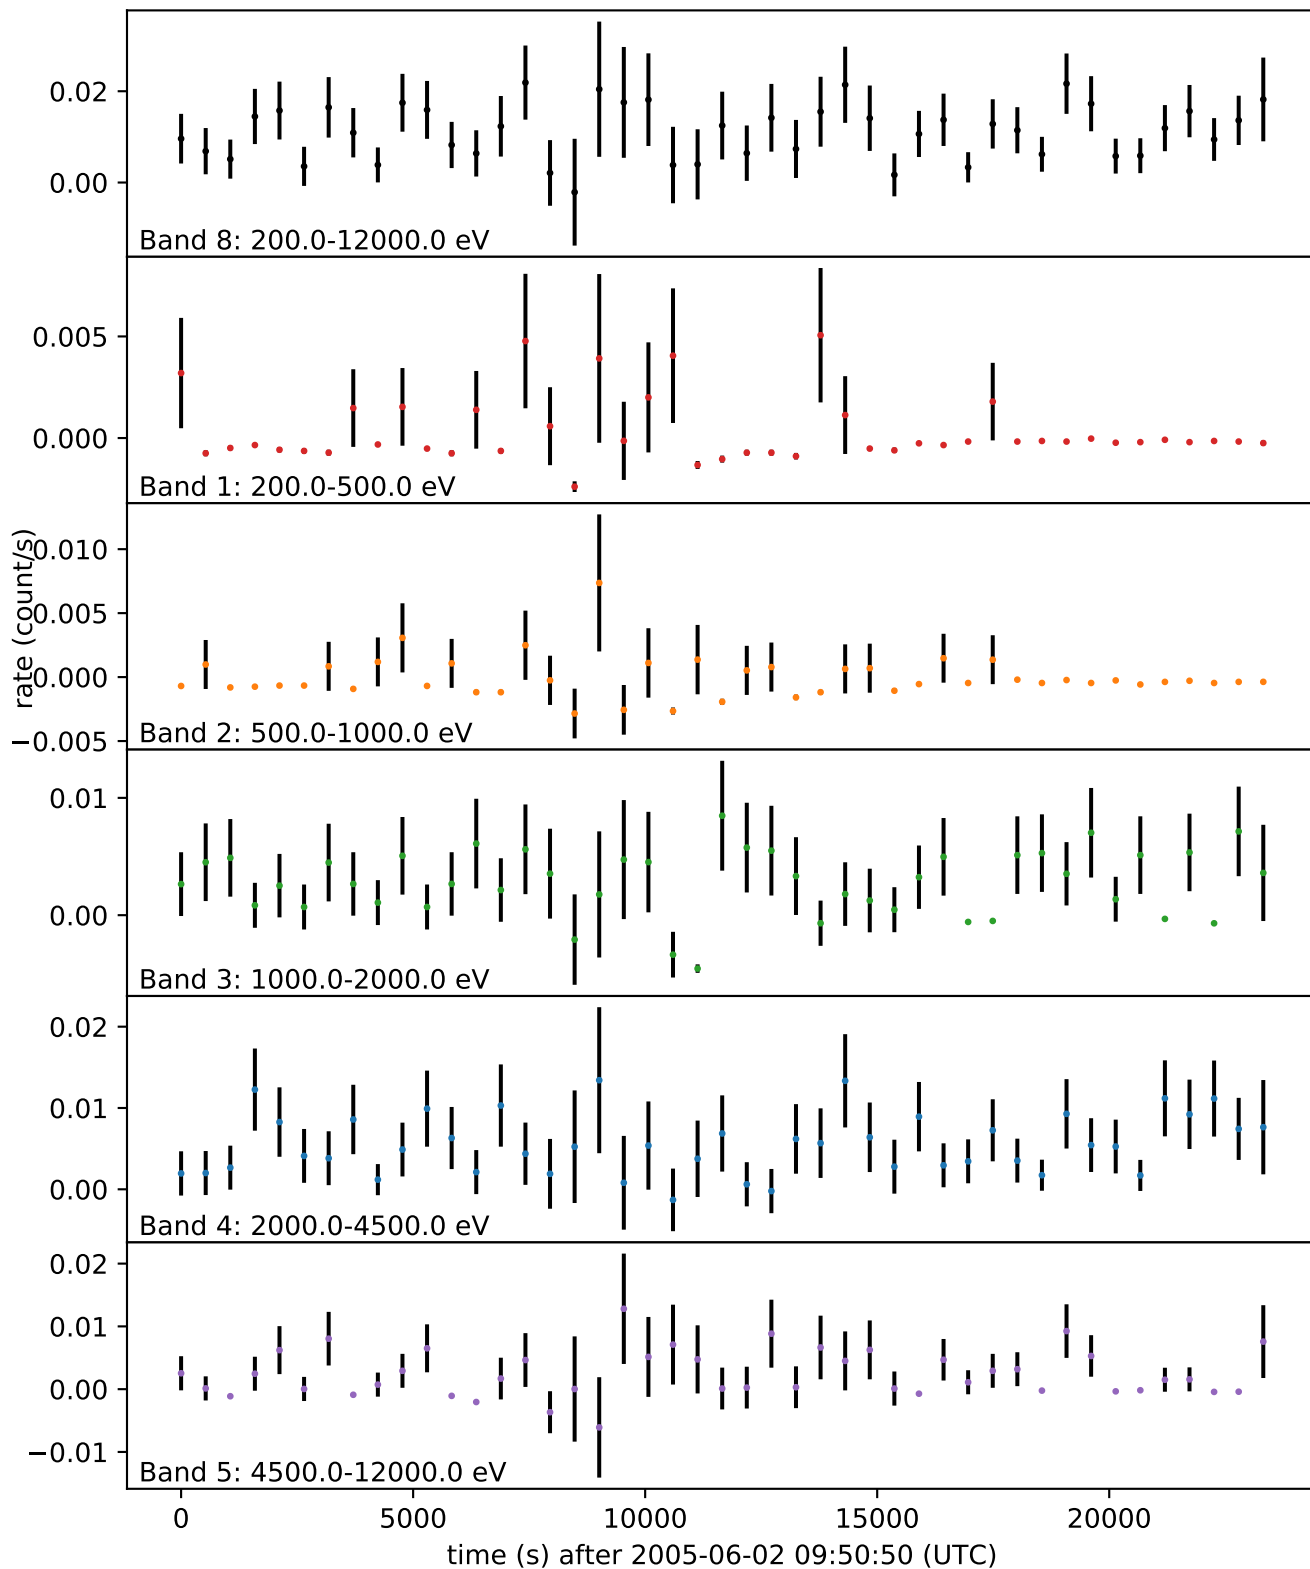 0.02
0.00
Band 8: 200.0-12000.0 eV
0.005
0.000
Band 1: 200.0-500.0 eV
rate (count/s)
0.010
0.005
0.000
−0.005
Band 2: 500.0-1000.0 eV
0.01
0.00
Band 3: 1000.0-2000.0 eV
0.02
0.01
0.00
Band 4: 2000.0-4500.0 eV
0.02
0.01
0.00
−0.01
Band 5: 4500.0-12000.0 eV
0 5000 10000 15000 20000
time (s) after 2005-06-02 09:50:50 (UTC)